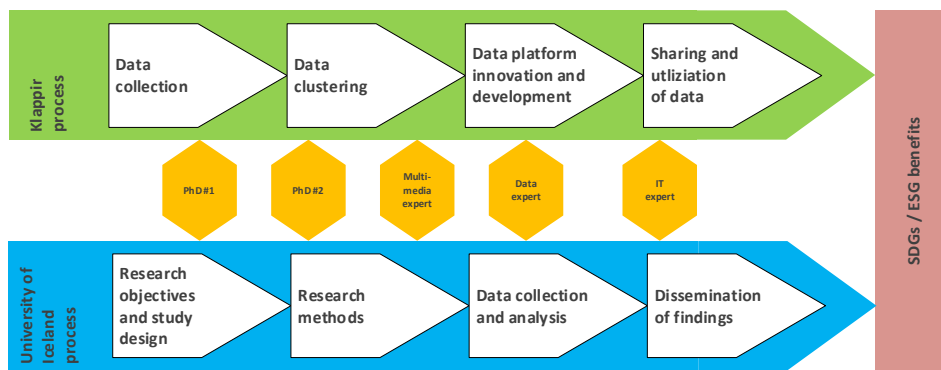 Klappir
process
Data
collection
Data
clustering
Data platform
innovation and
development
Sharing and
utliziation
of data
PhD #1
PhD #2
Multi-
media
expert
Data
expert
IT
expert
University of
Iceland
process
Research
objectives
and study
design
Research
methods
Data collection
and analysis
Dissemination
of findings
SDGs / ESG benefits